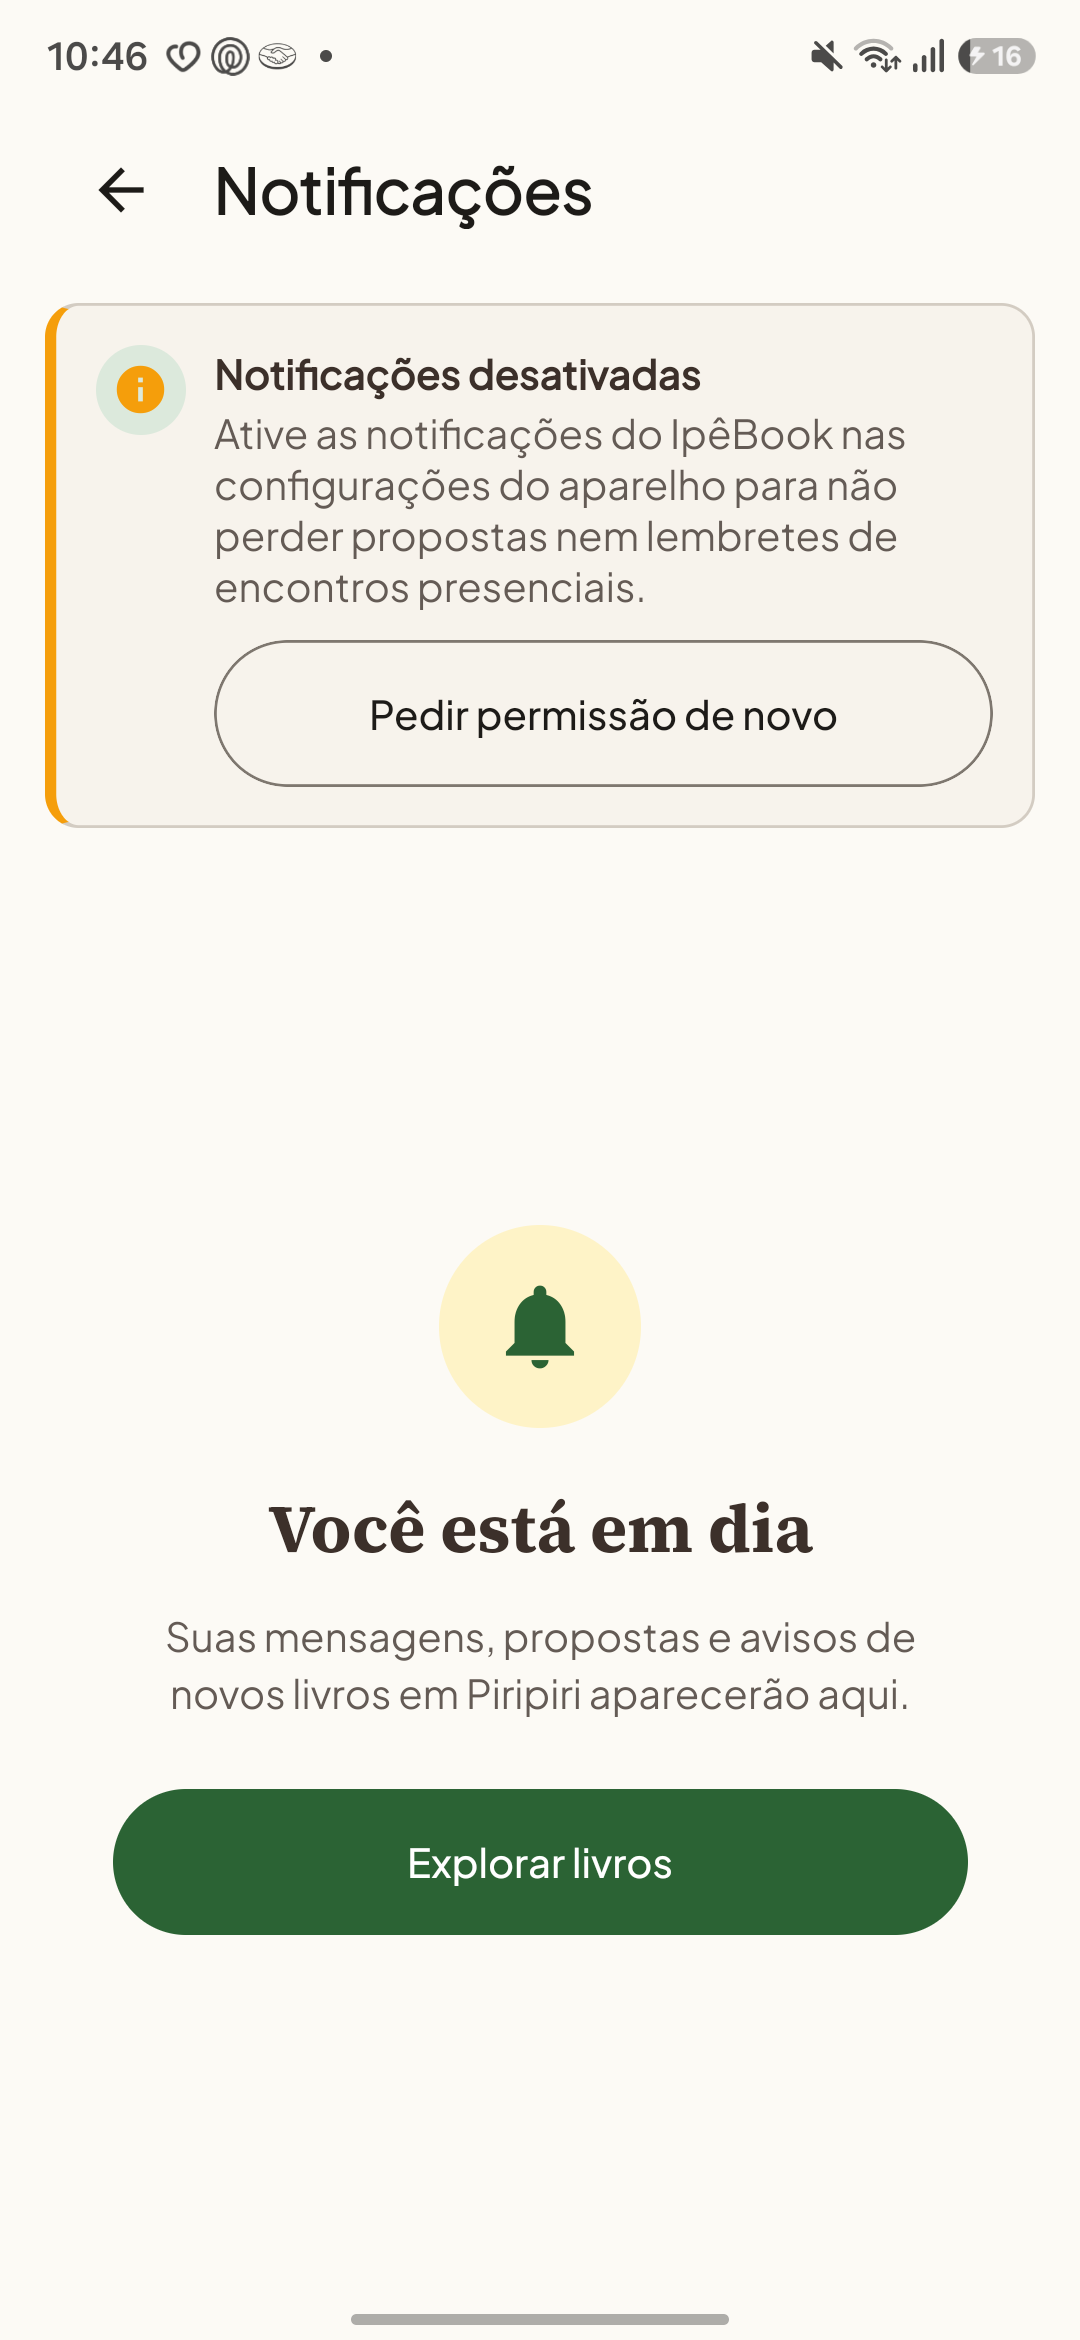 10:46
16
Notificações
Notificações desativadas
Ative as notificações do IpêBook nas
configurações do aparelho para não
perder propostas nem lembretes de
encontros presenciais.
Pedir permissão de novo
Você está em dia
Suas mensagens, propostas e avisos de
novos livros em Piripiri aparecerão aqui.
Explorar livros